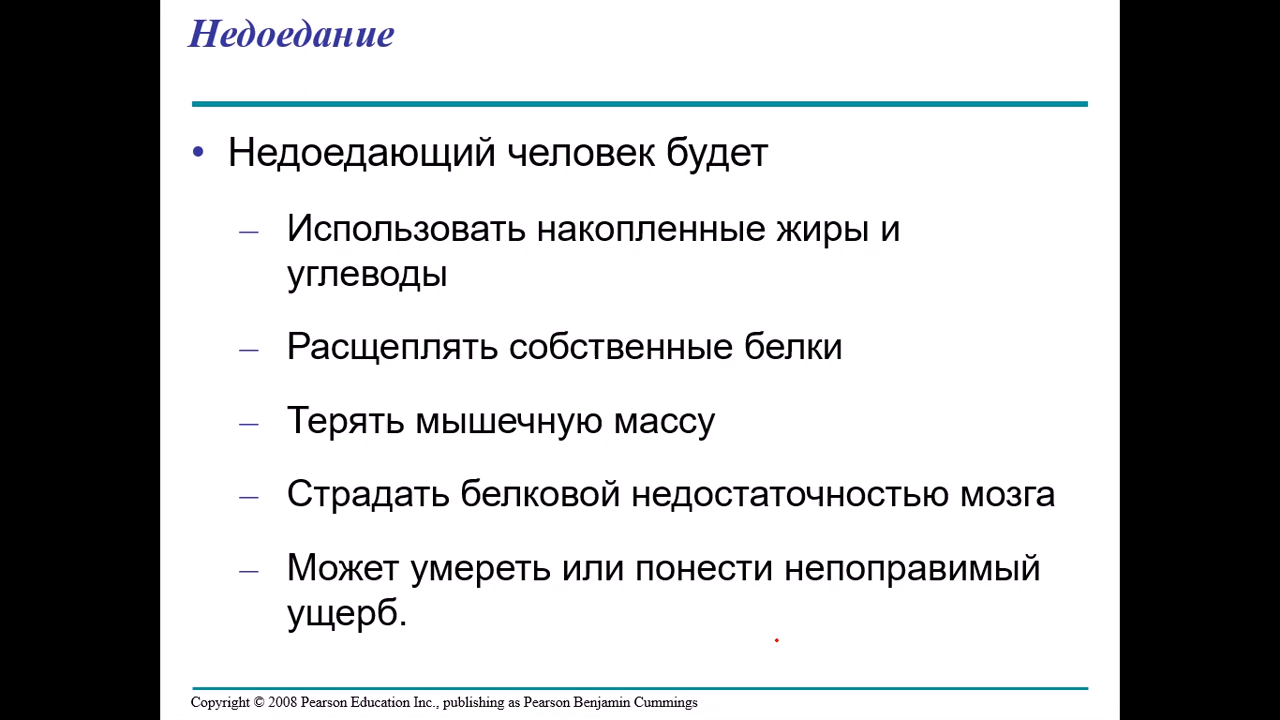 Недоедание
• Недоедающий человек будет
– Использовать накопленные жиры и
углеводы
– Расщеплять собственные белки
– Терять мышечную массу
– Страдать белковой недостаточностью мозга
– Может умереть или понести непоправимый
ущерб.
Copyright © 2008 Pearson Education Inc., publishing as Pearson Benjamin Cummings